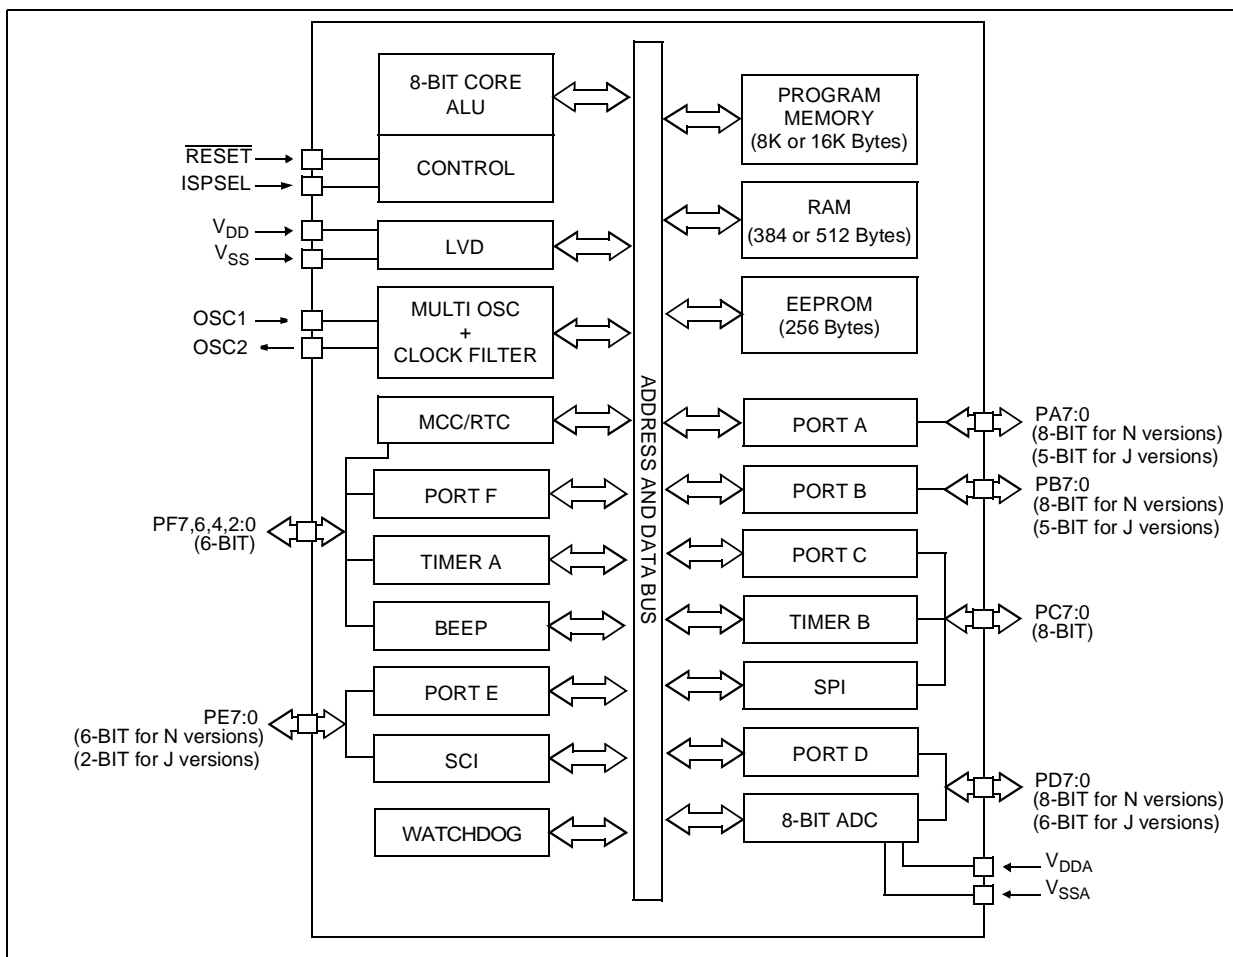 8-BIT CORE
ALU
CONTROL
RESET
ISPSEL
VDD
VSS
LVD
OSC1
OSC2
MULTI OSC
+
CLOCK FILTER
MCC/RTC
PORT F
PF7,6,4,2:0
(6-BIT)
TIMER A
BEEP
PORT E
PE7:0
(6-BIT for N versions)
(2-BIT for J versions)
SCI
WATCHDOG
ADDRESS AND DATA BUS
PROGRAM
MEMORY
(8K or 16K Bytes)
RAM
(384 or 512 Bytes)
EEPROM
(256 Bytes)
PORT A
PA7:0
(8-BIT for N versions)
(5-BIT for J versions)
PORT B
PB7:0
(8-BIT for N versions)
(5-BIT for J versions)
PORT C
TIMER B
PC7:0
(8-BIT)
SPI
PORT D
PD7:0
(8-BIT for N versions)
(6-BIT for J versions)
8-BIT ADC
VDDA
VSSA